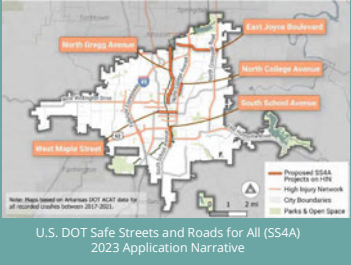 East Joyce Boulevard
North Gregg Avenue
North College Avenue
South School Avenue
West Maple Street
Proposed SS4A
Projects on HIN
High Injury Network
City Boundaries
Parks & Open Space
Note: Maps based on Arkansas DOT ACAT data for
all recorded crashes between 2017-2021.
0 1 2 mi
U.S. DOT Safe Streets and Roads for All (SS4A)
2023 Application Narrative